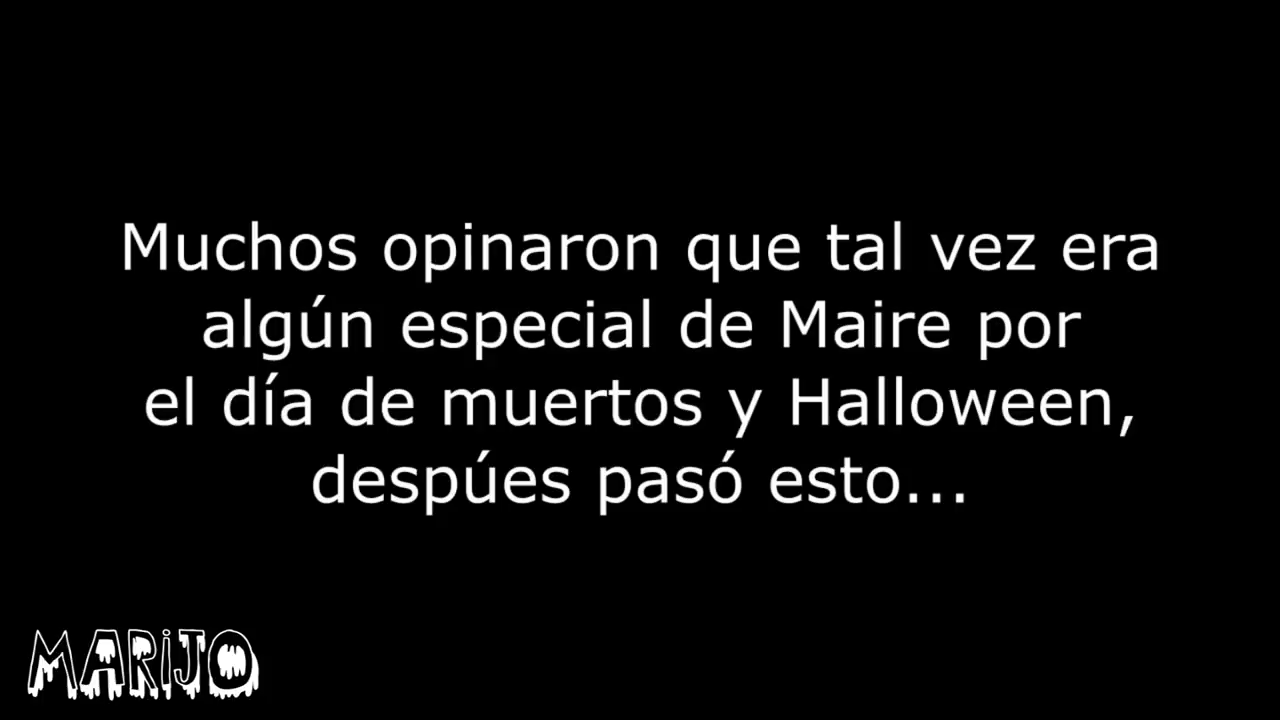 Muchos opinaron que tal vez era
algún especial de Maire por
el día de muertos y Halloween,
despúes pasó esto...
MARiJO